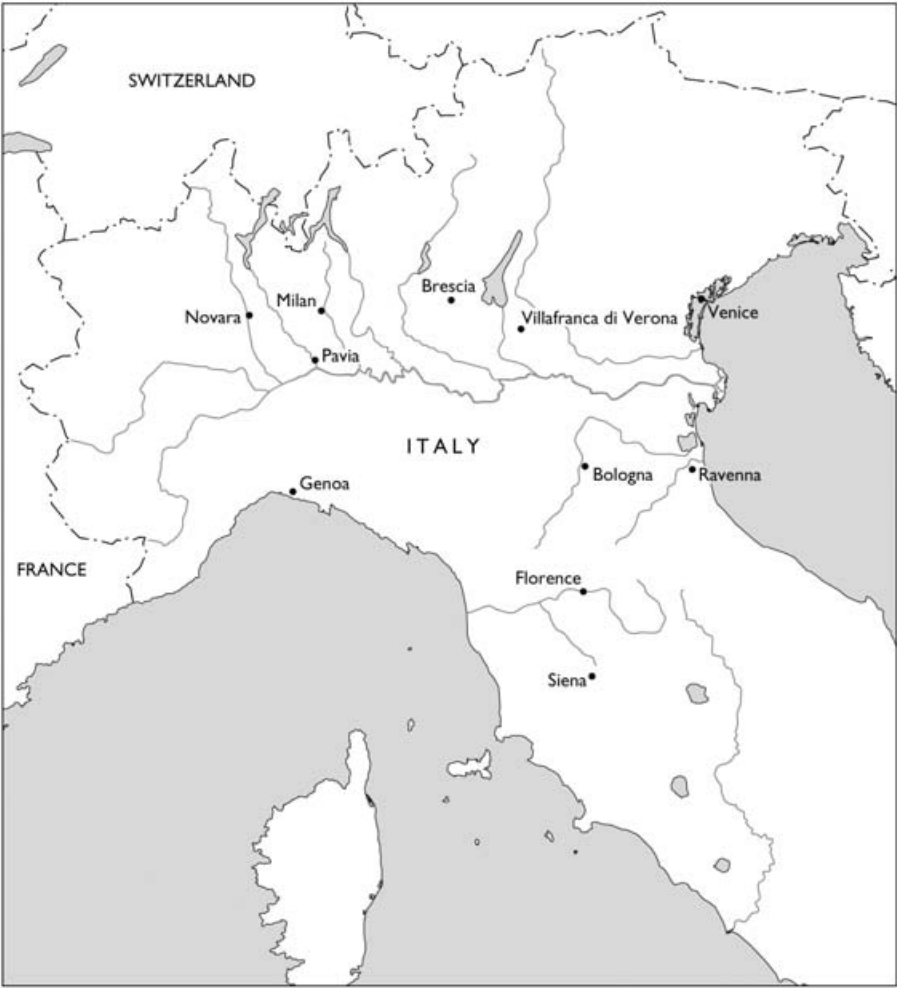 SWITZERLAND
Brescia
Milan
Novara
Villafranca di Verona
Venice
Pavia
ITALY
Bologna
Ravenna
Genoa
FRANCE
Florence
Siena